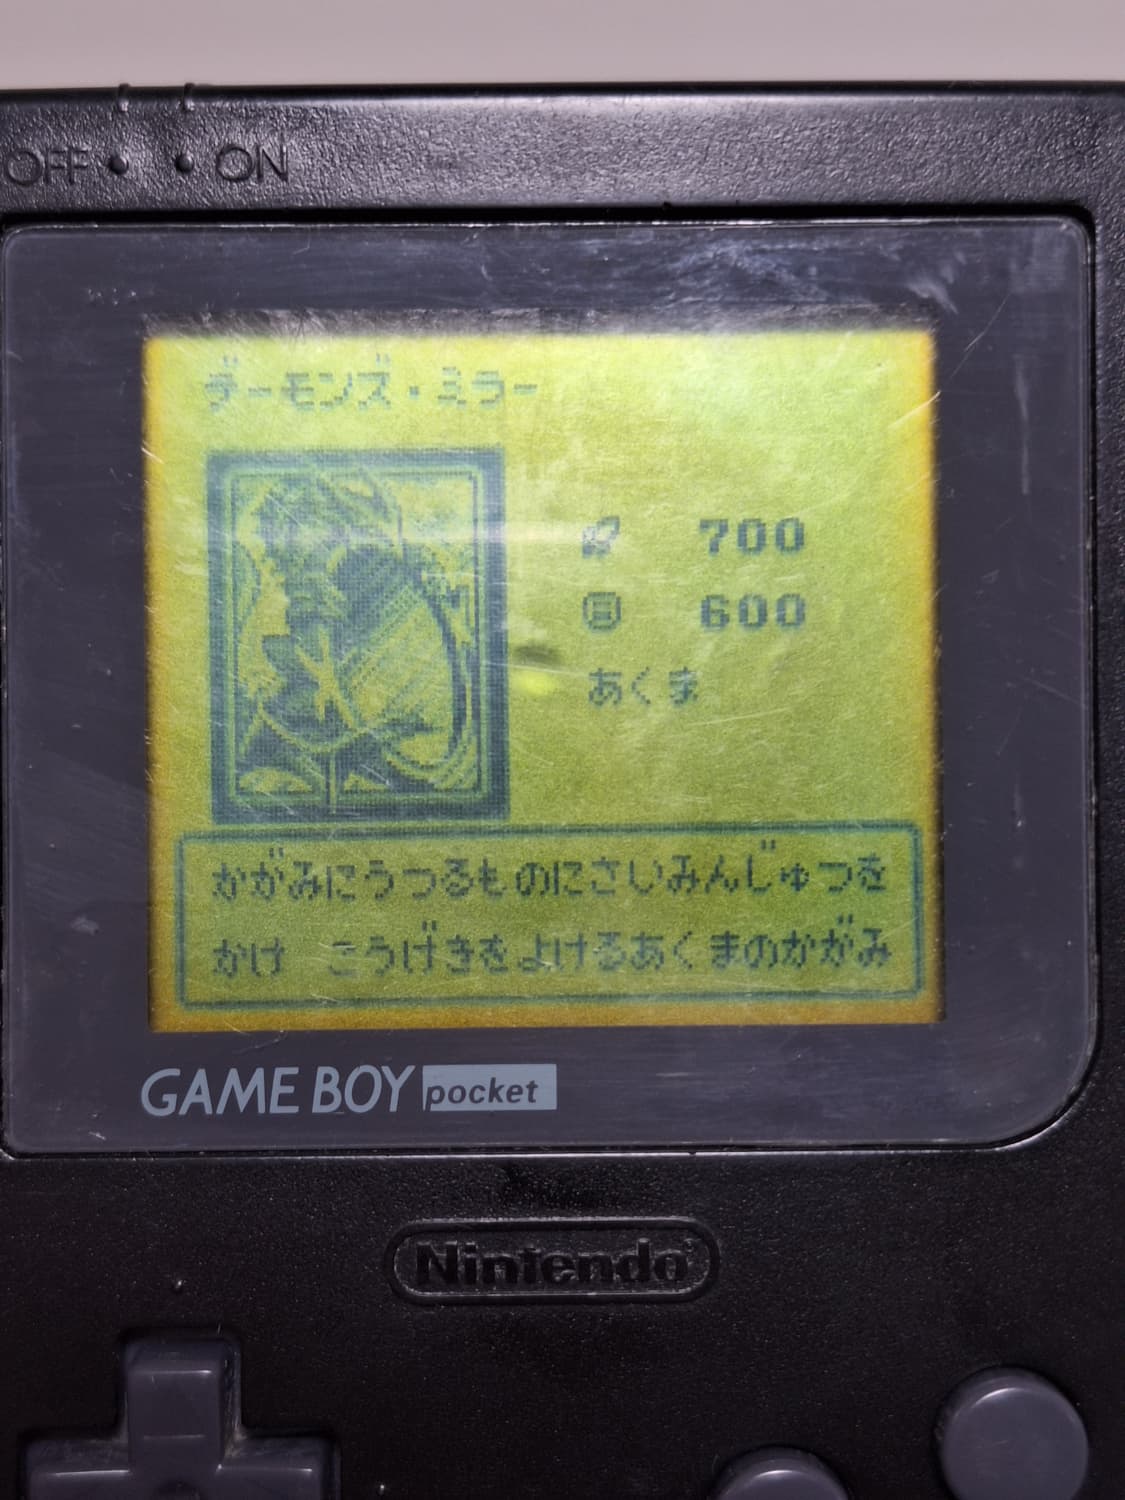 OFF • • ON
デーモンズ・ミラー
700
600
あくま
かがみにうつるものにさいみんじゅつを
かけ こうげきをよけるあくまのかがみ
GAME BOY pocket
Nintendo